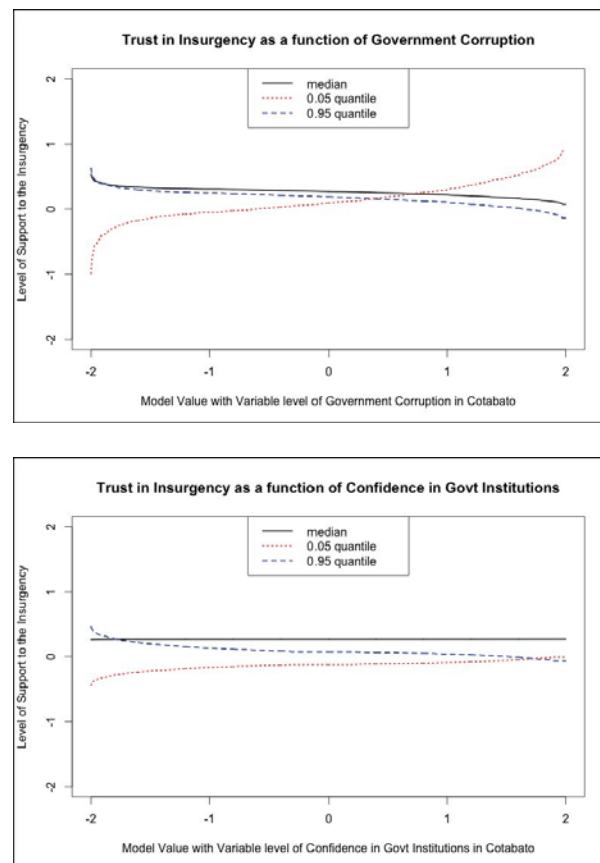 Trust in Insurgency as a function of Government Corruption
median
0.05 quantile
0.95 quantile
Level of Support to the Insurgency
2
1
0
-1
-2
-2 -1 0 1 2
Model Value with Variable level of Government Corruption in Cotabato
Trust in Insurgency as a function of Confidence in Govt Institutions
median
0.05 quantile
0.95 quantile
Level of Support to the Insurgency
2
1
0
-1
-2
-2 -1 0 1 2
Model Value with Variable level of Confidence in Govt Institutions in Cotabato